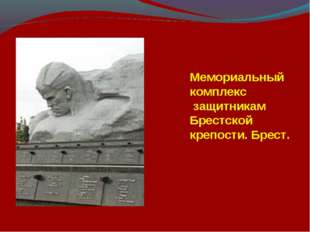 Мемориальный
комплекс
защитникам
Брестской
крепости. Брест.